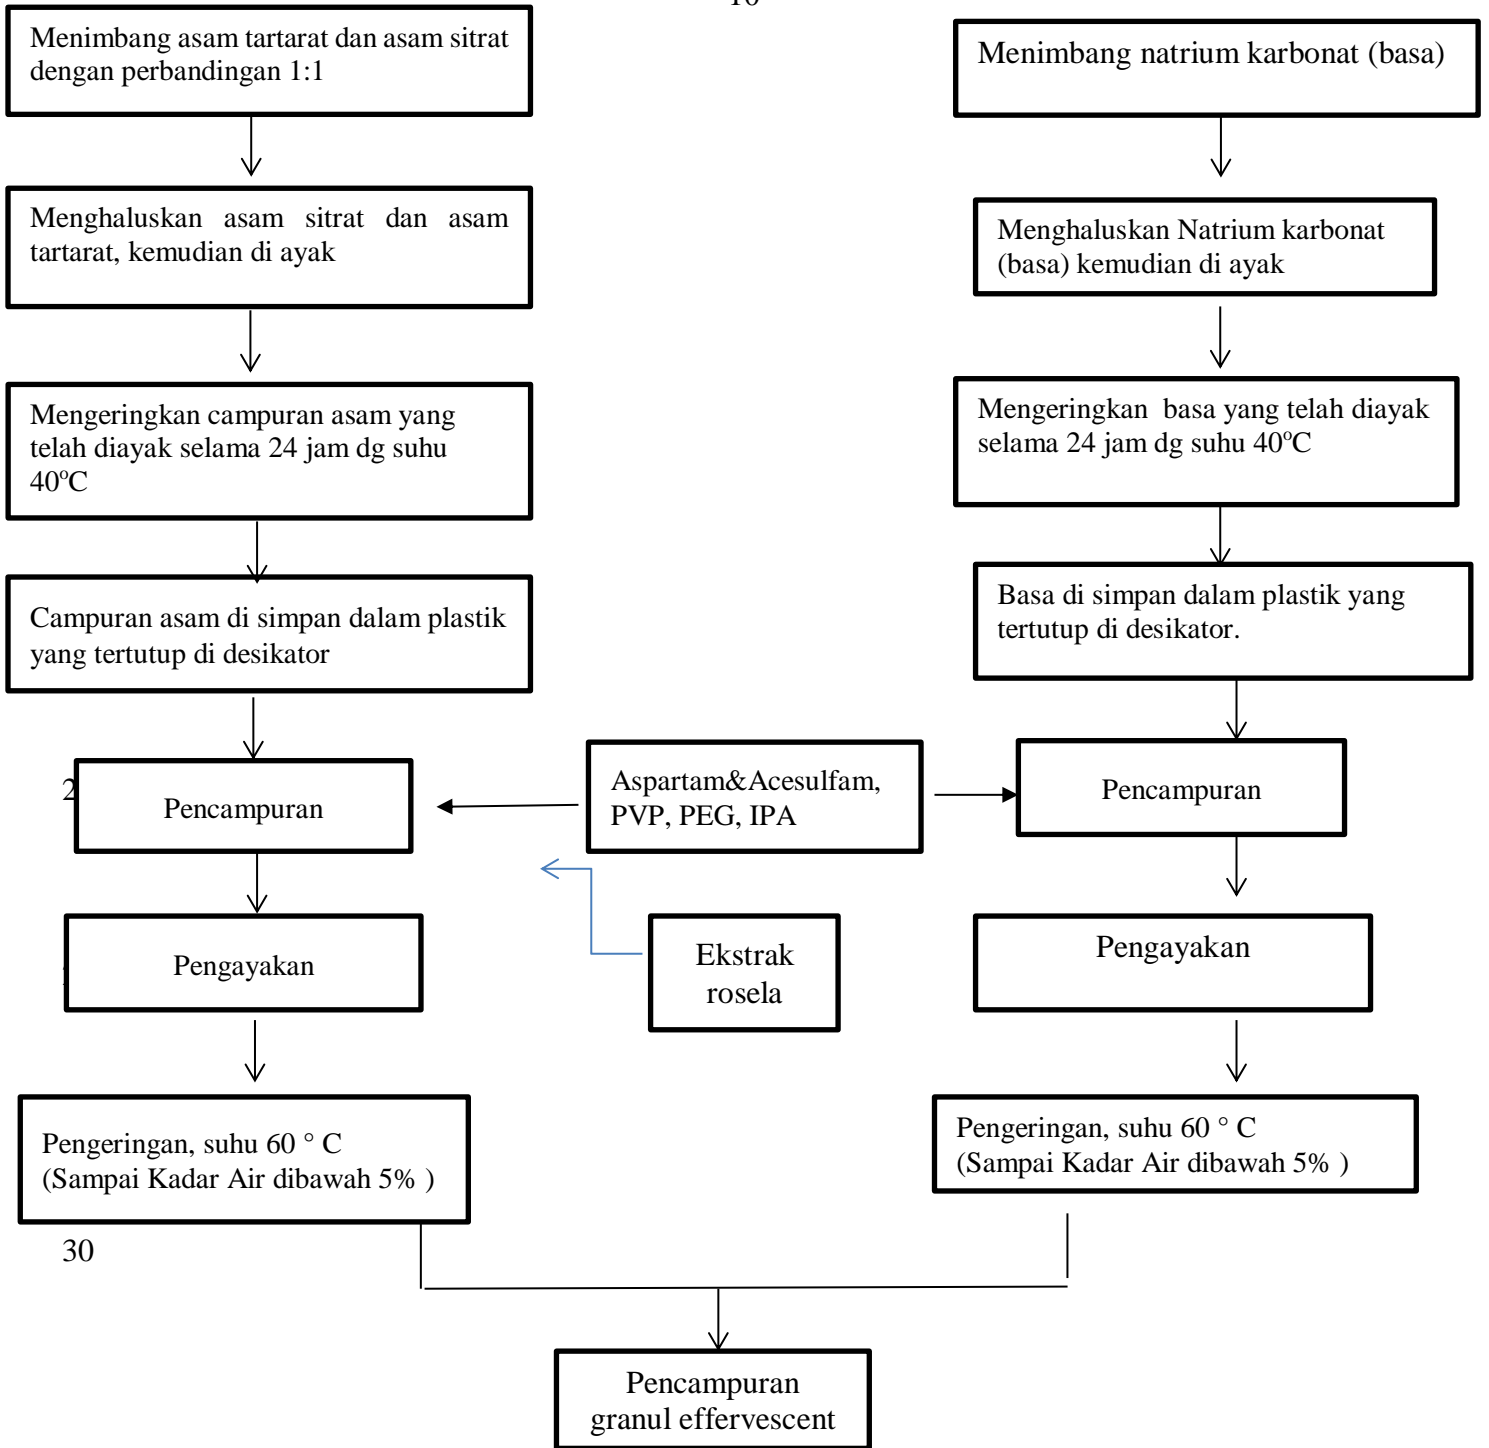 Menimbang asam tartarat dan asam sitrat
dengan perbandingan 1:1
Menimbang natrium karbonat (basa)
Menghaluskan asam sitrat dan asam
tartarat, kemudian di ayak
Menghaluskan Natrium karbonat
(basa) kemudian di ayak
Mengeringkan campuran asam yang
telah diayak selama 24 jam dg suhu
40°C
Mengeringkan basa yang telah diayak
selama 24 jam dg suhu 40°C
Campuran asam di simpan dalam plastik
yang tertutup di desikator
Basa di simpan dalam plastik yang
tertutup di desikator.
2
Pencampuran
Aspartam&Acesulfam,
PVP, PEG, IPA
Pencampuran
Pengayakan
Ekstrak
rosela
Pengayakan
Pengeringan, suhu 60 ° C
(Sampai Kadar Air dibawah 5% )
Pengeringan, suhu 60 ° C
(Sampai Kadar Air dibawah 5% )
30
Pencampuran
granul effervescent